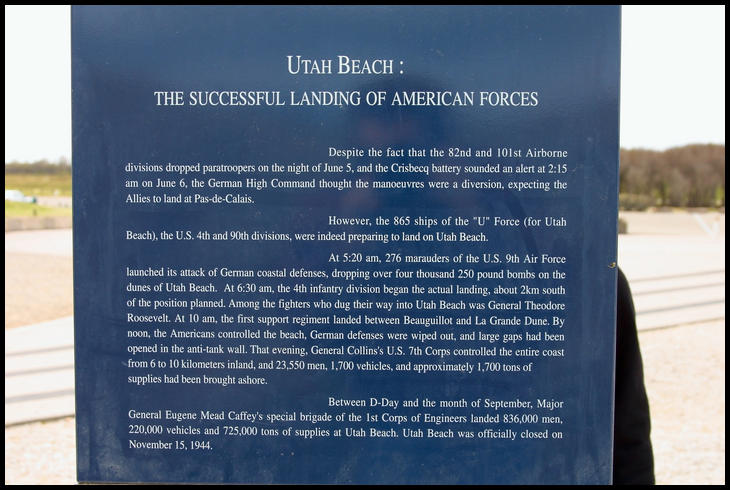 UTAH BEACH :
THE SUCCESSFUL LANDING OF AMERICAN FORCES
Despite the fact that the 82nd and 101st Airborne
divisions dropped paratroopers on the night of June 5, and the Crisbecq battery sounded an alert at 2:15
am on June 6, the German High Command thought the manoeuvres were a diversion, expecting the
Allies to land at Pas-de-Calais.
However, the 865 ships of the "U" Force (for Utah
Beach), the U.S. 4th and 90th divisions, were indeed preparing to land on Utah Beach.
At 5:20 am, 276 marauders of the U.S. 9th Air Force
launched its attack of German coastal defenses, dropping over four thousand 250 pound bombs on the
dunes of Utah Beach. At 6:30 am, the 4th infantry division began the actual landing, about 2km south
of the position planned. Among the fighters who dug their way into Utah Beach was General Theodore
Roosevelt. At 10 am, the first support regiment landed between Beauguillot and La Grande Dune. By
noon, the Americans controlled the beach, German defenses were wiped out, and large gaps had been
opened in the anti-tank wall. That evening, General Collins's U.S. 7th Corps controlled the entire coast
from 6 to 10 kilometers inland, and 23,550 men, 1,700 vehicles, and approximately 1,700 tons of
supplies had been brought ashore.
Between D-Day and the month of September, Major
General Eugene Mead Caffey's special brigade of the 1st Corps of Engineers landed 836,000 men,
220,000 vehicles and 725,000 tons of supplies at Utah Beach. Utah Beach was officially closed on
November 15, 1944.